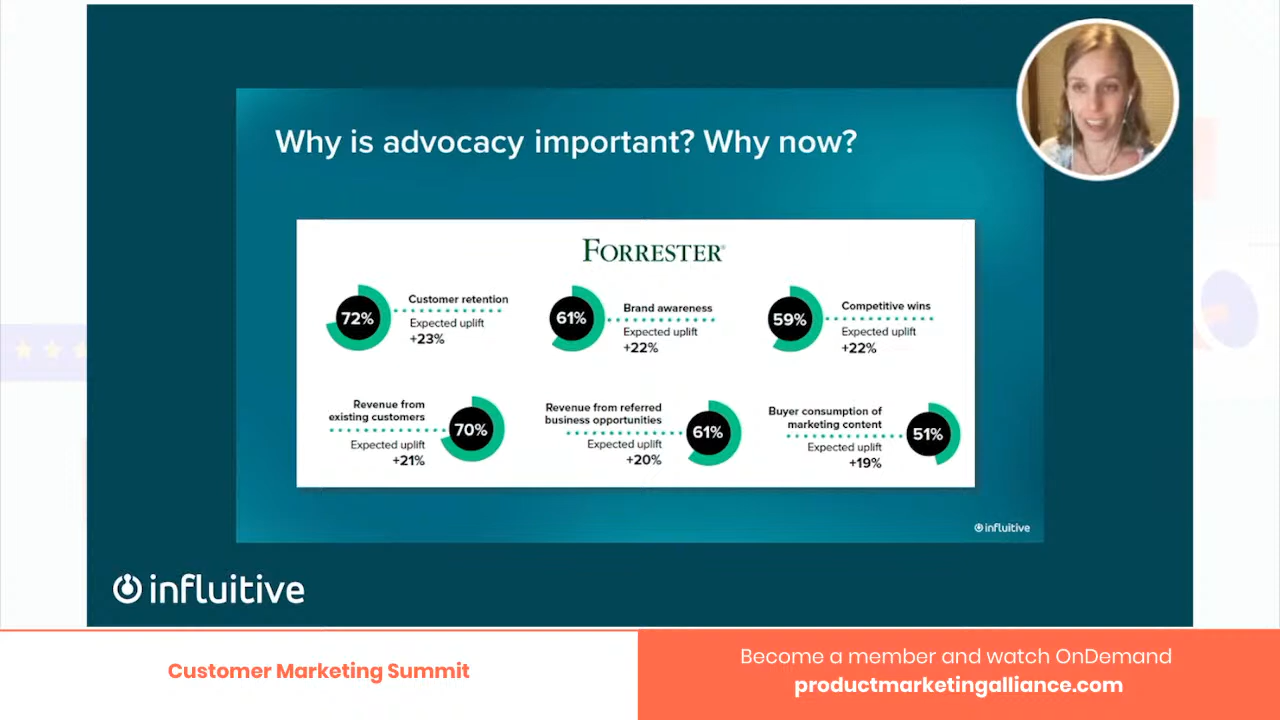 Why is advocacy important? Why now?
FORRESTER®
72%
Customer retention
Expected uplift
+23%
61%
Brand awareness
Expected uplift
+22%
59%
Competitive wins
Expected uplift
+22%
Revenue from
existing customers
Expected uplift
+21%
70%
Revenue from referred
business opportunities
Expected uplift
+20%
61%
Buyer consumption of
marketing content
Expected uplift
+19%
51%
influitive
influitive
Customer Marketing Summit
Become a member and watch OnDemand
productmarketingalliance.com